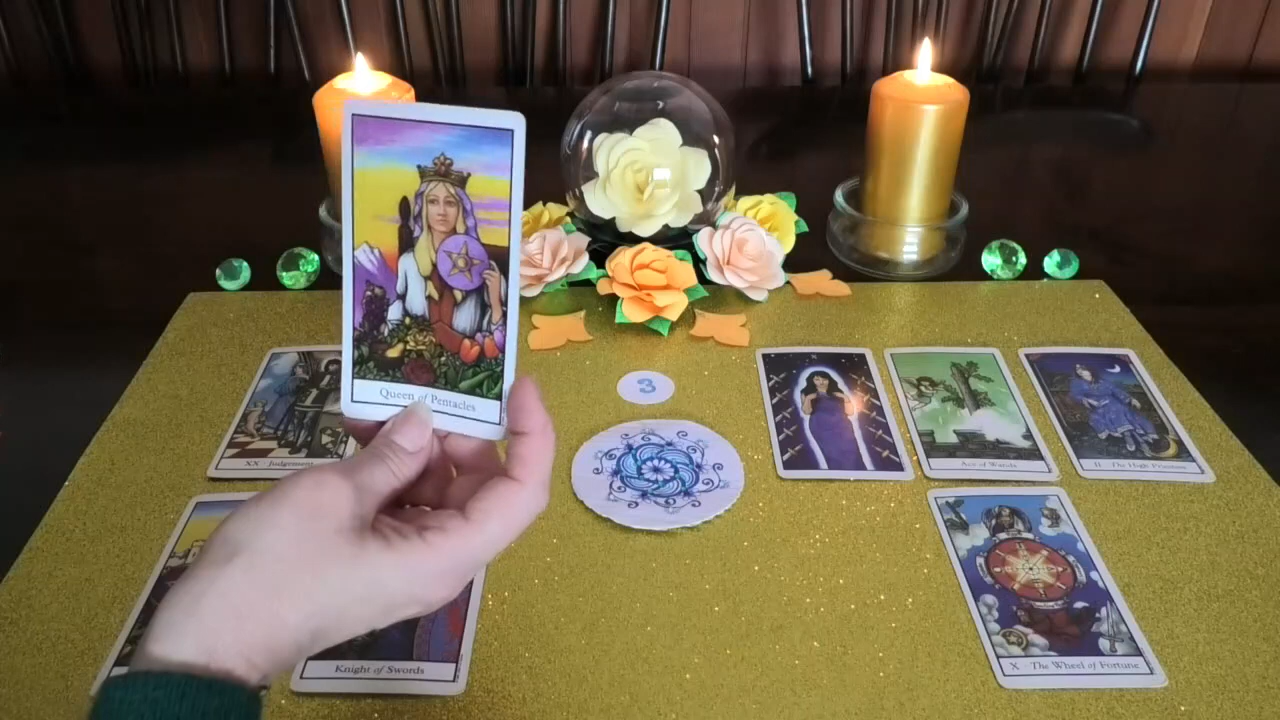 Queen of Pentacles
3
XX - Judgement
X
Ace of Wands
II - The High Priestess
Knight of Swords
X - The Wheel of Fortune